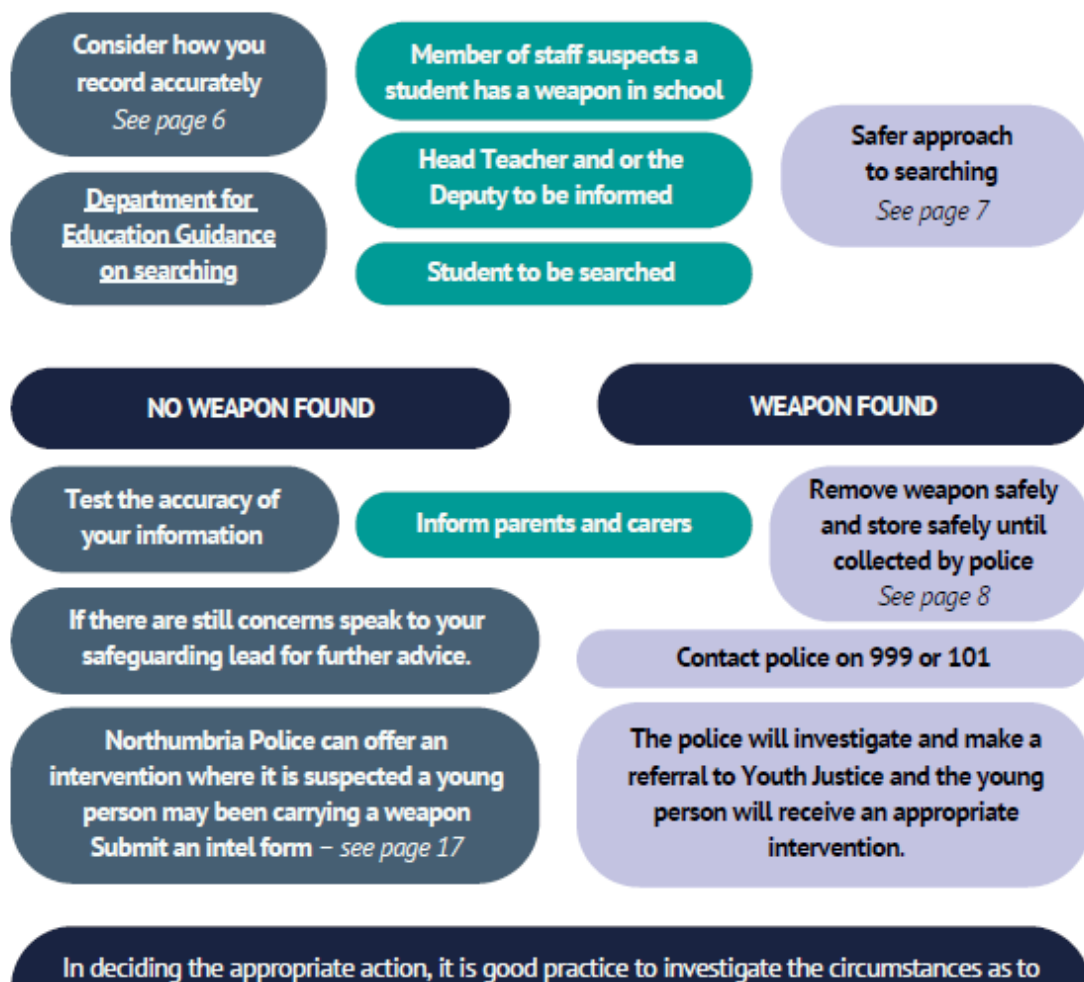 Consider how you
record accurately
See page 6
Department for
Education Guidance
on searching
Member of staff suspects a
student has a weapon in school
Head Teacher and or the
Deputy to be informed
Student to be searched
Safer approach
to searching
See page 7
NO WEAPON FOUND
WEAPON FOUND
Test the accuracy of
your information
Inform parents and carers
Remove weapon safely
and store safely until
collected by police
See page 8
If there are still concerns speak to your
safeguarding lead for further advice.
Contact police on 999 or 101
Northumbria Police can offer an
intervention where it is suspected a young
person may been carrying a weapon
Submit an intel form – see page 17
The police will investigate and make a
referral to Youth Justice and the young
person will receive an appropriate
intervention.
In deciding the appropriate action, it is good practice to investigate the circumstances as to